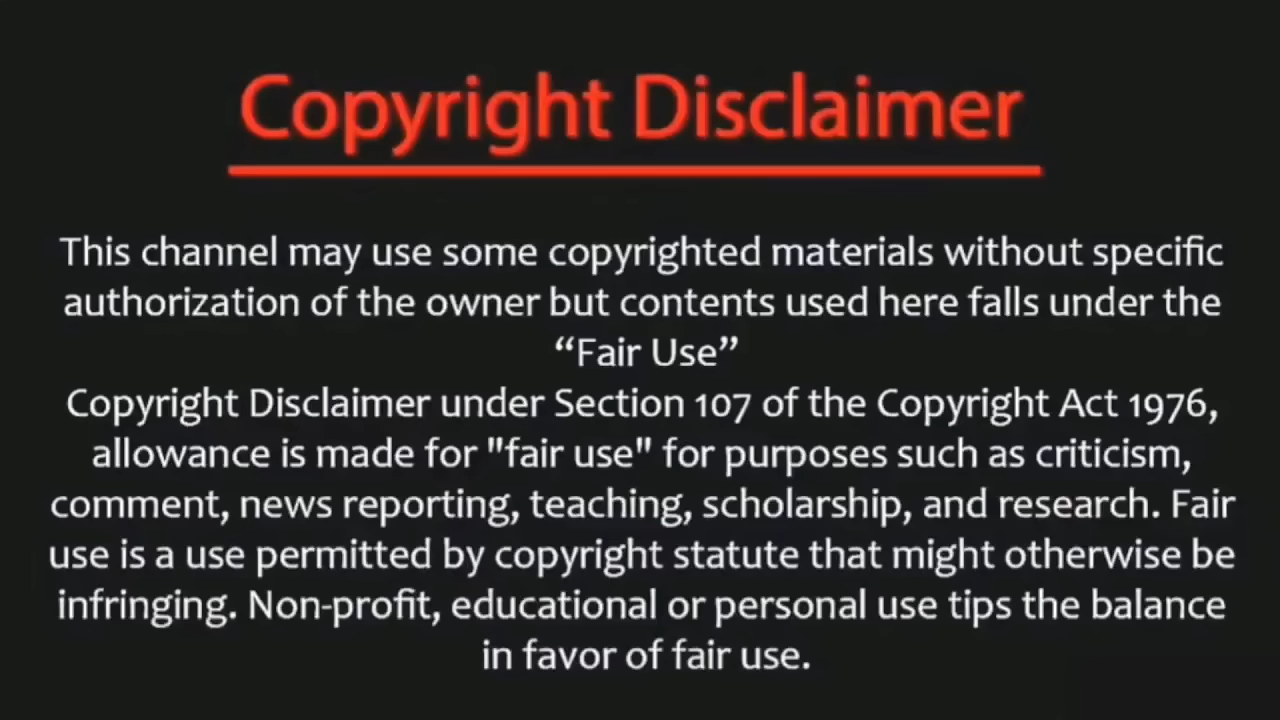 Copyright Disclaimer
This channel may use some copyrighted materials without specific
authorization of the owner but contents used here falls under the
“Fair Use”
Copyright Disclaimer under Section 107 of the Copyright Act 1976,
allowance is made for "fair use" for purposes such as criticism,
comment, news reporting, teaching, scholarship, and research. Fair
use is a use permitted by copyright statute that might otherwise be
infringing. Non-profit, educational or personal use tips the balance
in favor of fair use.